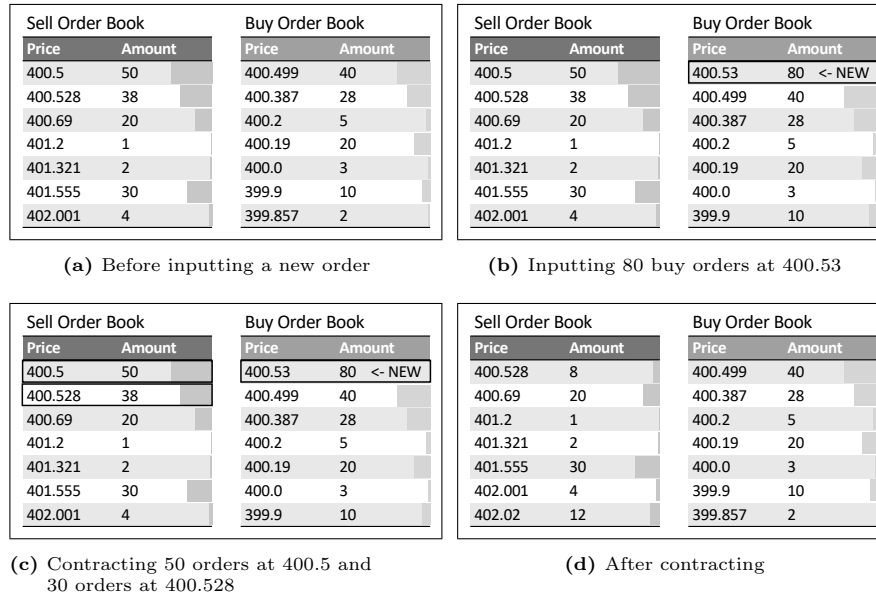 Sell Order Book Buy Order Book
Price Amount Price Amount
400.5 50 400.499 40
400.528 38 400.387 28
400.69 20 400.2 5
401.2 1 400.19 20
401.321 2 400.0 3
401.555 30 399.9 10
402.001 4 399.857 2
(a) Before inputting a new order
Sell Order Book Buy Order Book
Price Amount Price Amount
400.5 50 400.53 80 <- NEW
400.528 38 400.499 40
400.69 20 400.387 28
401.2 1 400.2 5
401.321 2 400.19 20
401.555 30 400.0 3
402.001 4 399.9 10
(b) Inputting 80 buy orders at 400.53
Sell Order Book Buy Order Book
Price Amount Price Amount
400.5 50 400.53 80 <- NEW
400.528 38 400.499 40
400.69 20 400.387 28
401.2 1 400.2 5
401.321 2 400.19 20
401.555 30 400.0 3
402.001 4 399.9 10
(c) Contracting 50 orders at 400.5 and
30 orders at 400.528
Sell Order Book Buy Order Book
Price Amount Price Amount
400.528 8 400.499 40
400.69 20 400.387 28
401.2 1 400.2 5
401.321 2 400.19 20
401.555 30 400.0 3
402.001 4 399.9 10
402.02 12 399.857 2
(d) After contracting